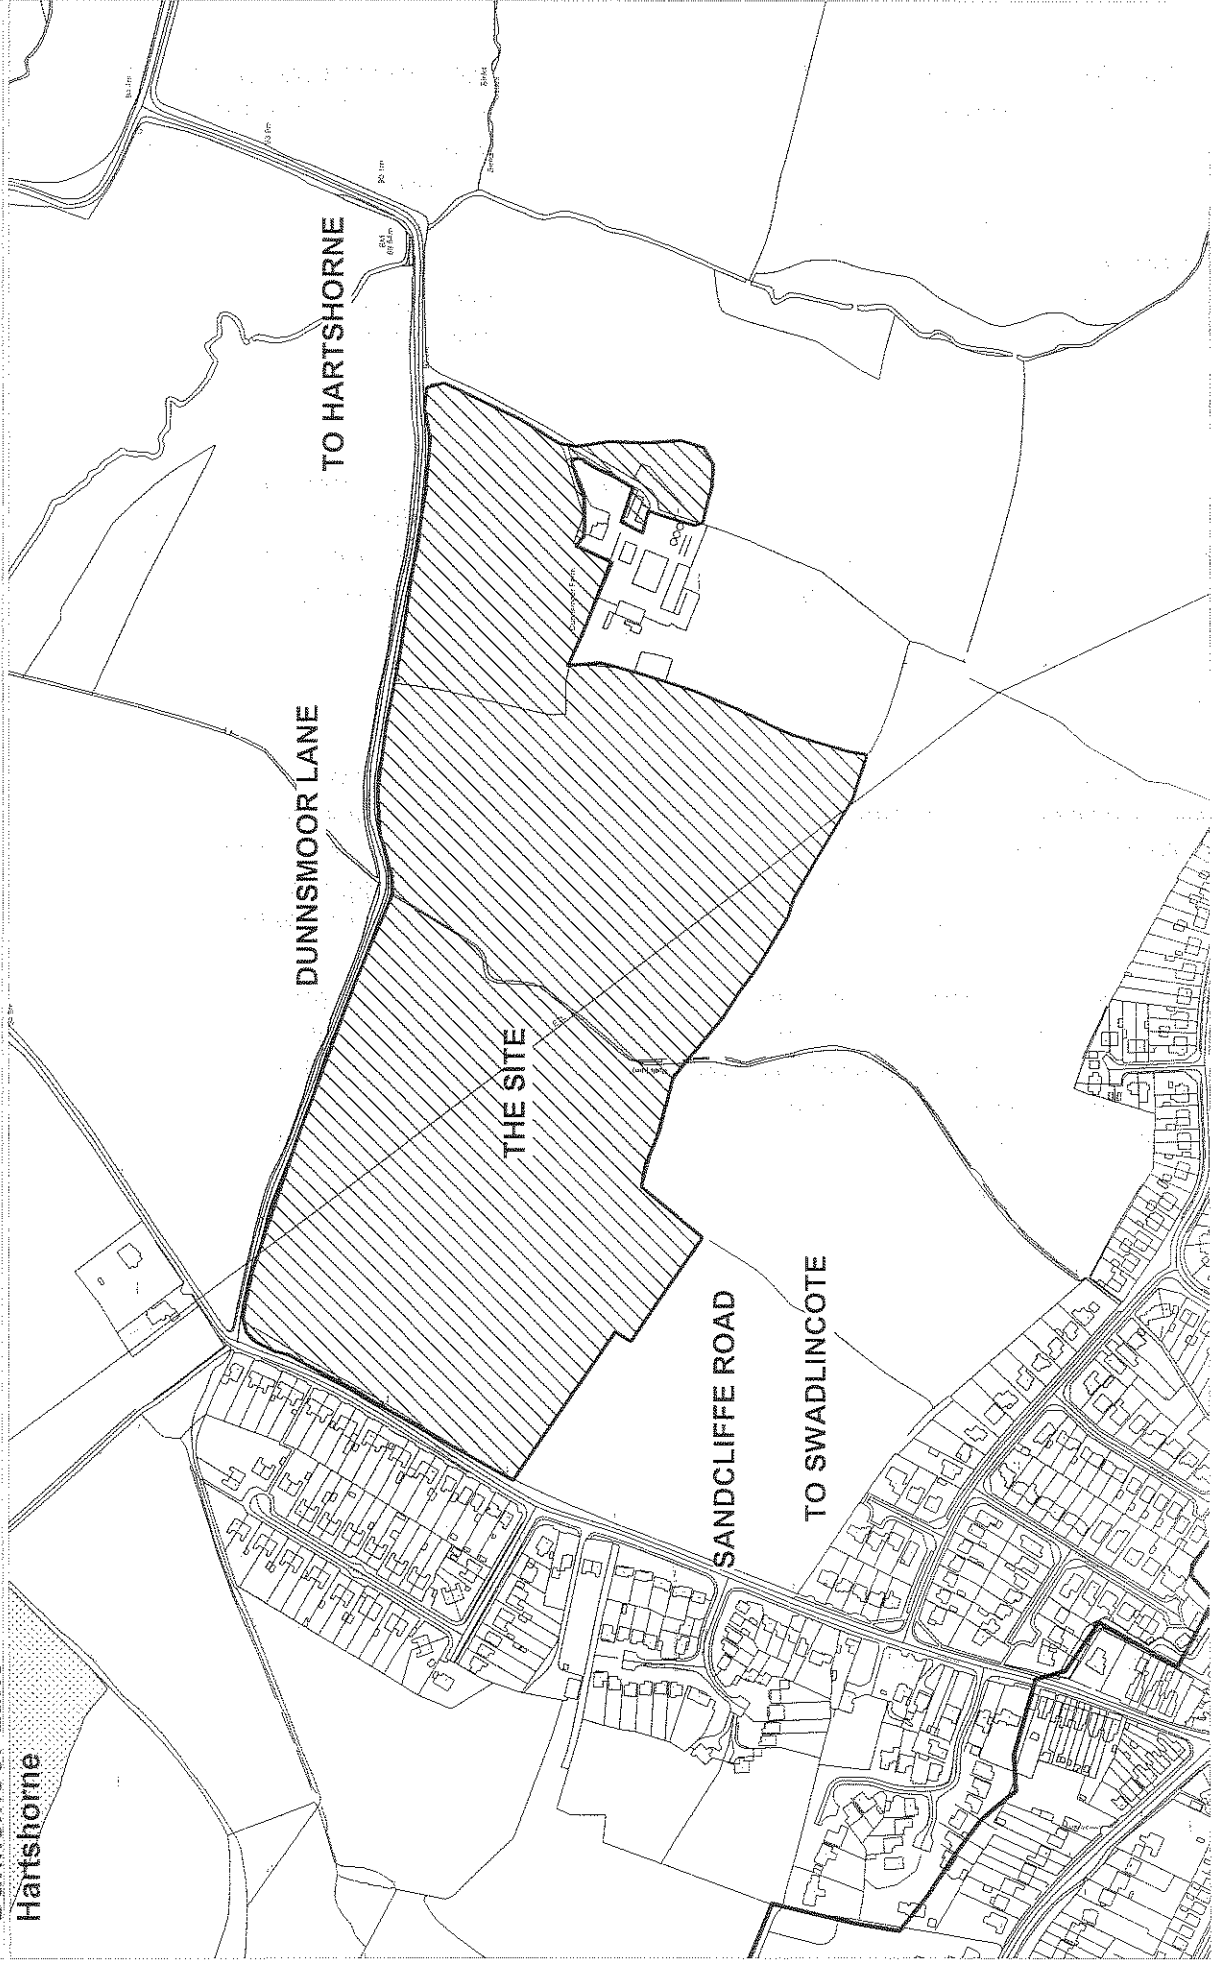 Hartshorne
TO HARTSHORNE
DUNNSMOOR LANE
THE SITE
SANDCLIFFE ROAD
TO SWADLINCOTE